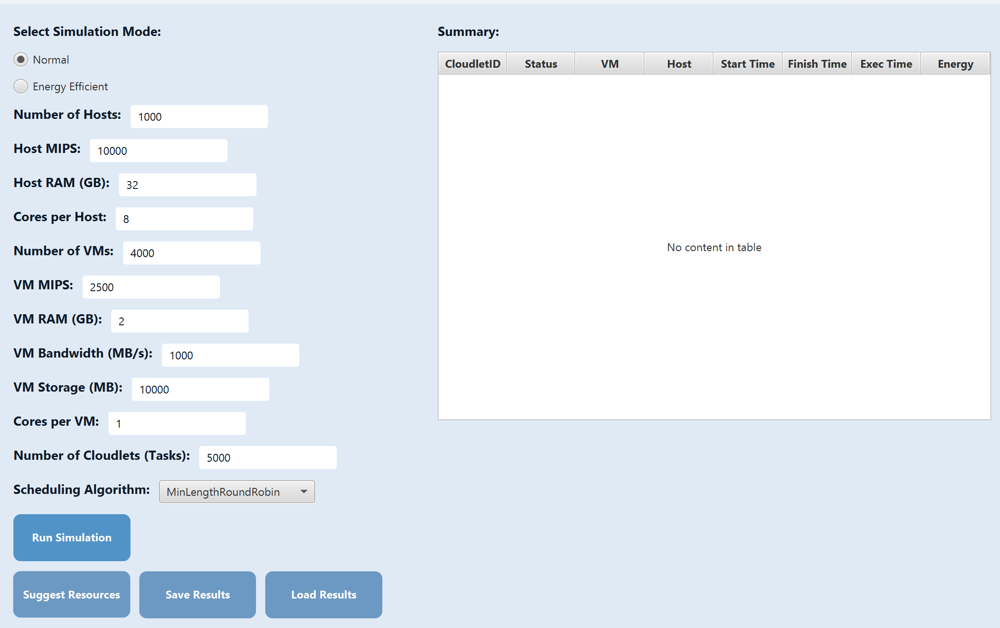 Select Simulation Mode:
Normal
Energy Efficient
Number of Hosts: 1000
Host MIPS: 10000
Host RAM (GB): 32
Cores per Host: 8
Number of VMs: 4000
VM MIPS: 2500
VM RAM (GB): 2
VM Bandwidth (MB/s): 1000
VM Storage (MB): 10000
Cores per VM: 1
Number of Cloudlets (Tasks): 5000
Scheduling Algorithm: MinLengthRoundRobin
Run Simulation
Suggest Resources Save Results Load Results
Summary:
CloudletID Status VM Host Start Time Finish Time Exec Time Energy
No content in table